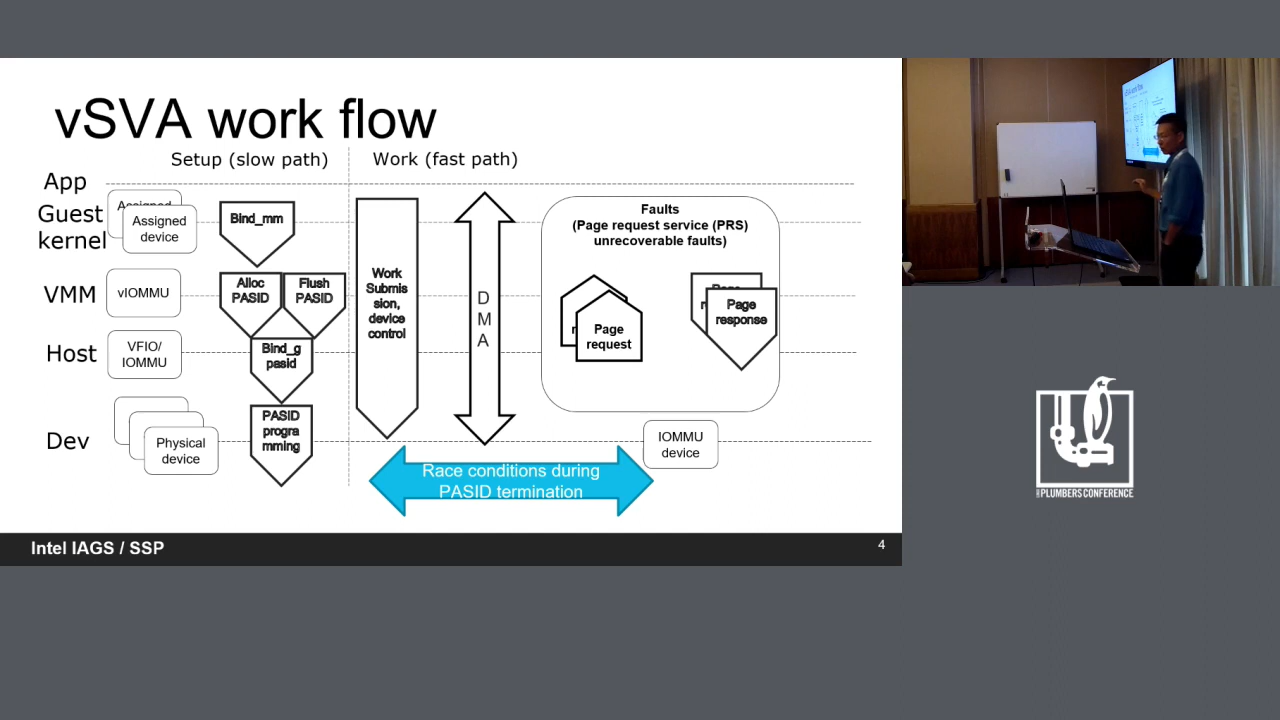 vSVA work flow
Setup (slow path)
Work (fast path)
App
Guest
kernel
Assigned
Assigned
device
Bind_mm
VMM
vIOMMU
Alloc
PASID
Flush
PASID
Host
VFIO/
IOMMU
Bind_g
pasid
Dev
Physical
device
PASID
progra
mming
Work
Submis
sion,
device
control
D
M
A
Faults
(Page request service (PRS)
unrecoverable faults)
Page
request
Page
response
IOMMU
device
Race conditions during
PASID termination
Intel IAGS / SSP
4
PLUMBERS CONFERENCE